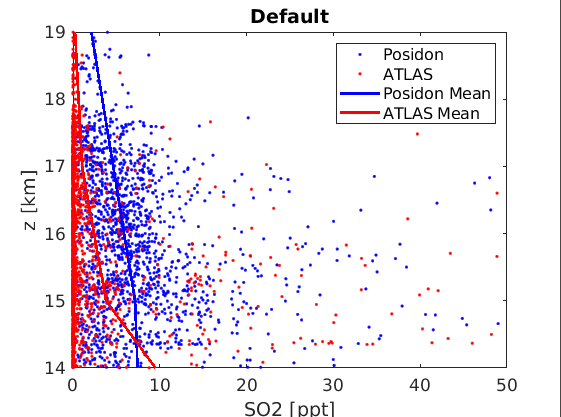 Default
19
18
17
16
15
14
z [km]
Posidon
ATLAS
Posidon Mean
ATLAS Mean
0
10
20
30
40
50
SO2 [ppt]